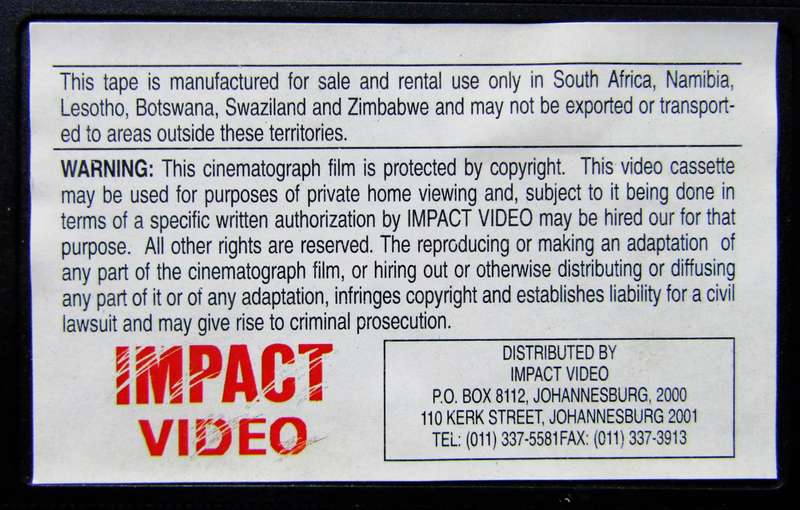 This tape is manufactured for sale and rental use only in South Africa, Namibia,
Lesotho, Botswana, Swaziland and Zimbabwe and may not be exported or transport-
ed to areas outside these territories.
WARNING: This cinematograph film is protected by copyright. This video cassette
may be used for purposes of private home viewing and, subject to it being done in
terms of a specific written authorization by IMPACT VIDEO may be hired our for that
purpose. All other rights are reserved. The reproducing or making an adaptation of
any part of the cinematograph film, or hiring out or otherwise distributing or diffusing
any part of it or of any adaptation, infringes copyright and establishes liability for a civil
lawsuit and may give rise to criminal prosecution.
IMPACT
VIDEO
DISTRIBUTED BY
IMPACT VIDEO
P.O. BOX 8112, JOHANNESBURG, 2000
110 KERK STREET, JOHANNESBURG 2001
TEL: (011) 337-5581FAX: (011) 337-3913